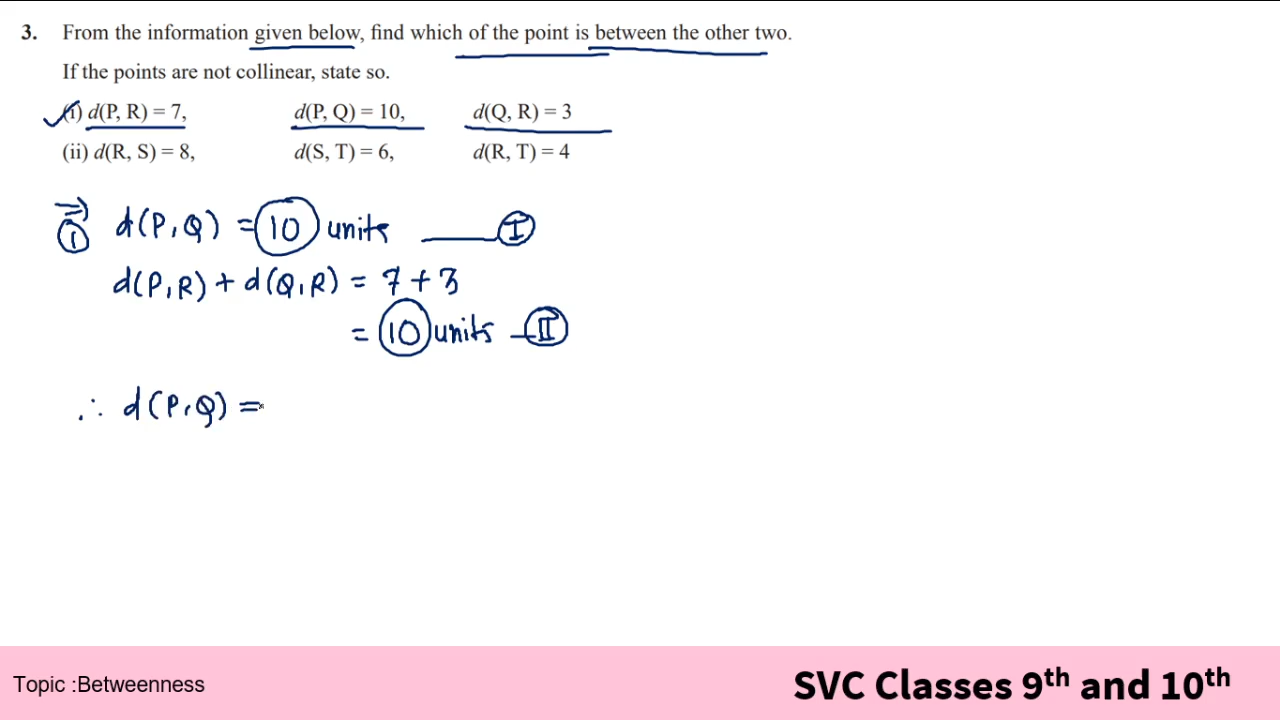 3. From the information given below, find which of the point is between the other two.
If the points are not collinear, state so.
(i) d(P, R) = 7, d(P, Q) = 10, d(Q, R) = 3
(ii) d(R, S) = 8, d(S, T) = 6, d(R, T) = 4
⇒ ① d(P,Q) = 10 units —— Ⓘ
d(P,R) + d(Q,R) = 7 + 3
= 10 units — II
∴ d(P,Q) =
Topic :Betweenness
SVC Classes 9th and 10th